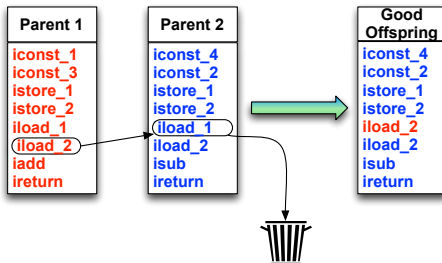 Parent 1
iconst_1
iconst_3
istore_1
istore_2
iload_1
iload_2
iadd
ireturn
Parent 2
iconst_4
iconst_2
istore_1
istore_2
iload_1
iload_2
isub
ireturn
Good
Offspring
iconst_4
iconst_2
istore_1
istore_2
iload_2
iload_2
isub
ireturn